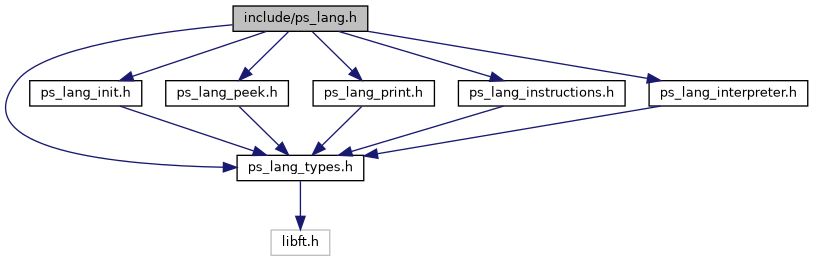 include/ps_lang.h
ps_lang_init.h
ps_lang_peek.h
ps_lang_print.h
ps_lang_instructions.h
ps_lang_interpreter.h
ps_lang_types.h
libft.h